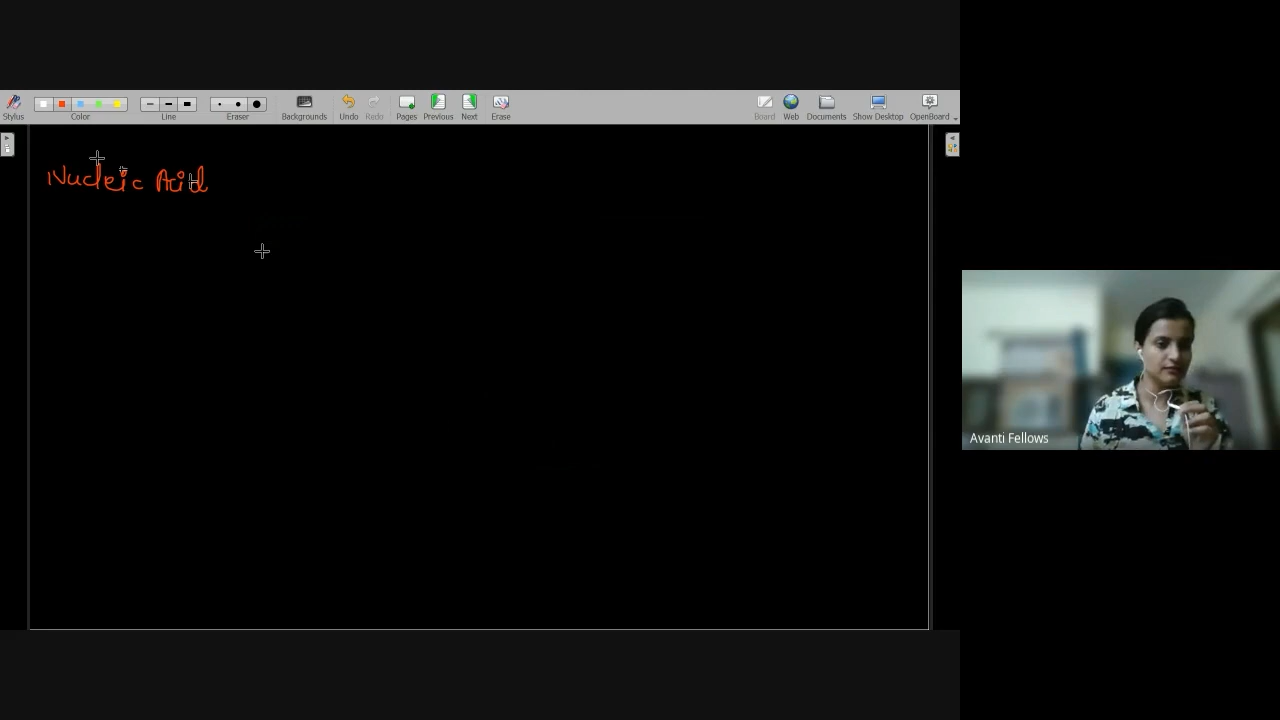 Stylus Color Line Eraser Backgrounds Undo Redo Pages Previous Next Erase Board Web Documents Show Desktop OpenBoard
Nucleic Acid
Avanti Fellows